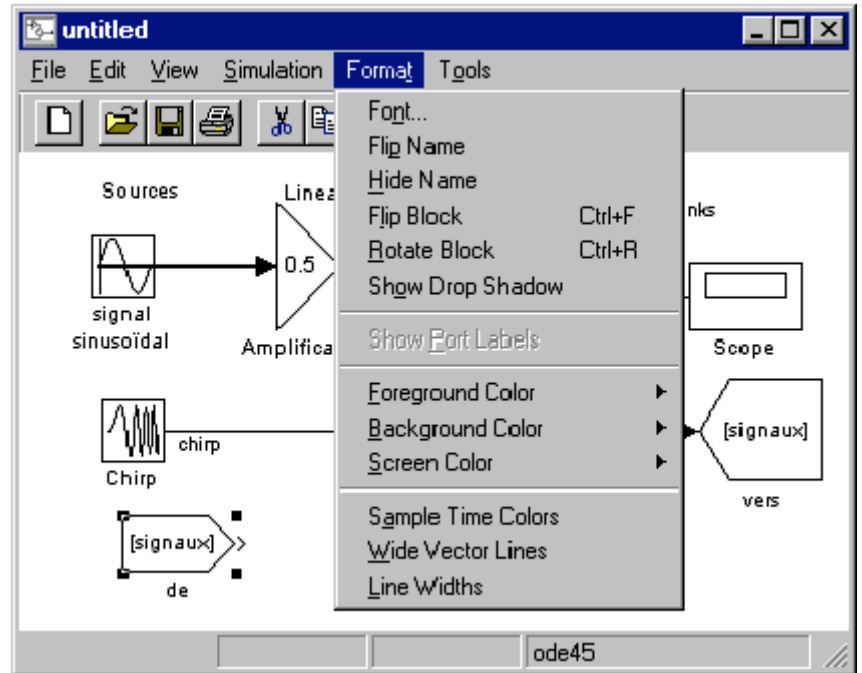 untitled
File Edit View Simulation Format Tools
Font...
Flip Name
Hide Name
Flip Block Ctrl+F
Rotate Block Ctrl+R
Show Drop Shadow
Show Port Labels
Foreground Color
Background Color
Screen Color
Sample Time Colors
Wide Vector Lines
Line Widths
Sources
Linea
nks
0.5
signal
sinusoïdal
Amplifica
Scope
chirp
Chirp
[signaux]
vers
[signaux]
de
ode45